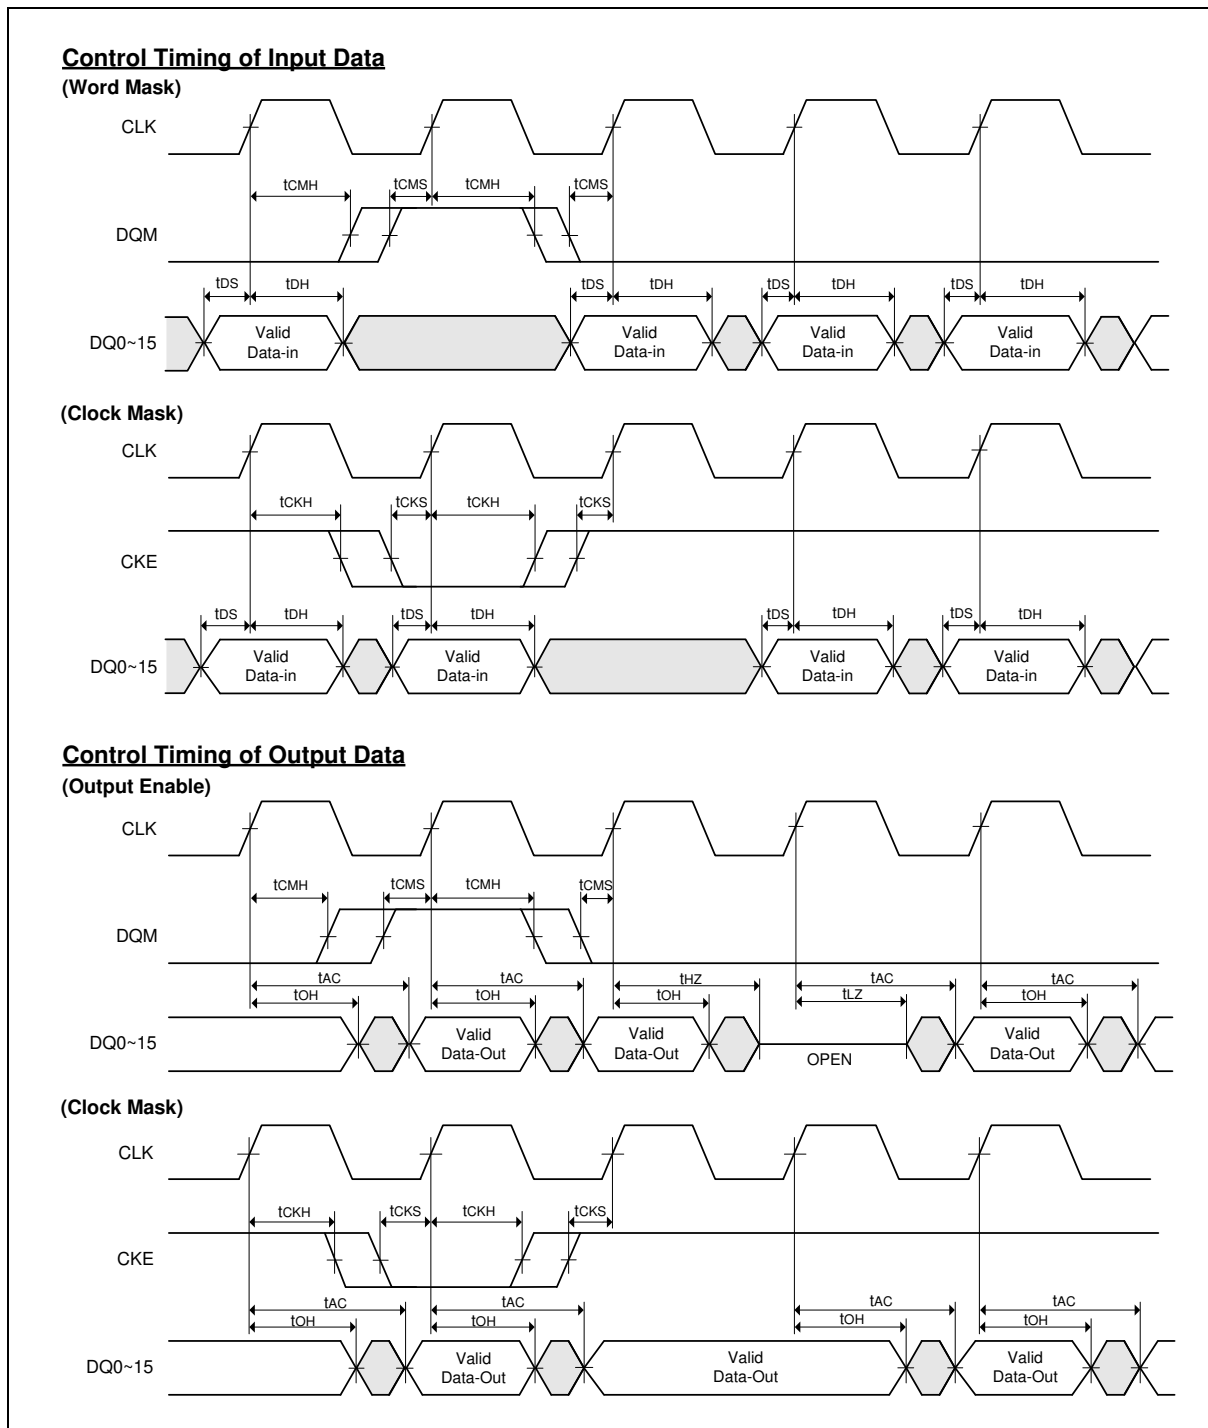 Control Timing of Input Data
(Word Mask)
CLK
tCMH tCMS tCMH tCMS
DQM
tDS tDH tDS tDH tDS tDH tDS tDH
DQ0~15
Valid Data-in
Valid Data-in
Valid Data-in
Valid Data-in
(Clock Mask)
CLK
tCKH tCKS tCKH tCKS
CKE
tDS tDH tDS tDH tDS tDH tDS tDH
DQ0~15
Valid Data-in
Valid Data-in
Valid Data-in
Valid Data-in
Control Timing of Output Data
(Output Enable)
CLK
tCMH tCMS tCMH tCMS
DQM
tAC tAC tHZ tAC tAC
tOH tOH tOH tLZ tOH
DQ0~15
Valid Data-Out
Valid Data-Out
OPEN
Valid Data-Out
(Clock Mask)
CLK
tCKH tCKS tCKH tCKS
CKE
tAC tAC tAC tAC
tOH tOH tOH tOH
DQ0~15
Valid Data-Out
Valid Data-Out
Valid Data-Out